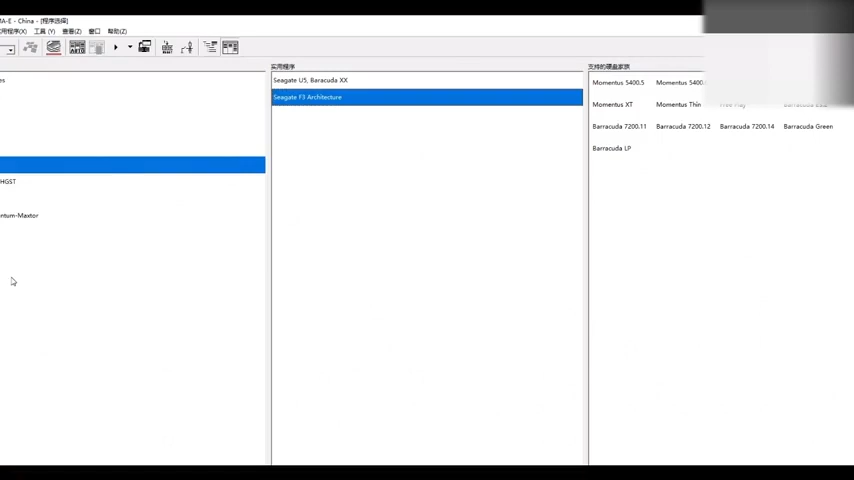 MA-E - China - [程序选择]
用程序(X) 工具 (Y) 查看(Z) 窗口 帮助(Z)
实用程序 支持的硬盘家族
es
Seagate U5, Baracuda XX
Seagate F3 Architecture
HGST
ntum-Maxtor
Momentus 5400.5 Momentus 5400.
Momentus XT Momentus Thin
Barracuda 7200.11 Barracuda 7200.12 Barracuda 7200.14 Barracuda Green
Barracuda LP